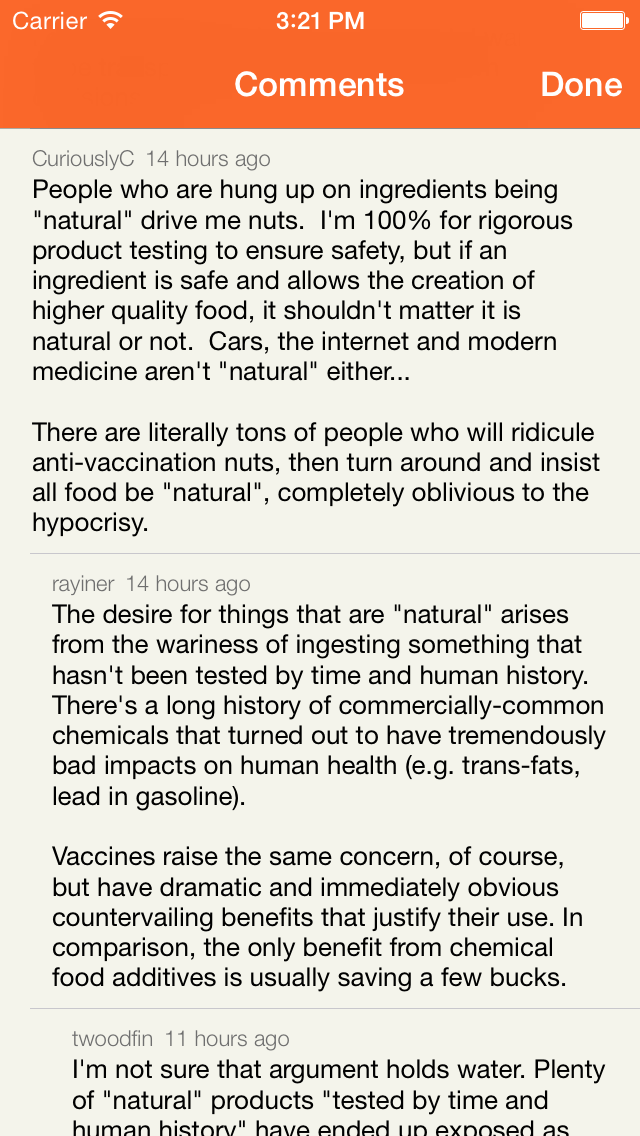 Carrier 3:21 PM
Comments Done
CuriouslyC 14 hours ago
People who are hung up on ingredients being
"natural" drive me nuts.  I'm 100% for rigorous
product testing to ensure safety, but if an
ingredient is safe and allows the creation of
higher quality food, it shouldn't matter it is
natural or not.  Cars, the internet and modern
medicine aren't "natural" either...
There are literally tons of people who will ridicule
anti-vaccination nuts, then turn around and insist
all food be "natural", completely oblivious to the
hypocrisy.
rayiner 14 hours ago
The desire for things that are "natural" arises
from the wariness of ingesting something that
hasn't been tested by time and human history.
There's a long history of commercially-common
chemicals that turned out to have tremendously
bad impacts on human health (e.g. trans-fats,
lead in gasoline).
Vaccines raise the same concern, of course,
but have dramatic and immediately obvious
countervailing benefits that justify their use. In
comparison, the only benefit from chemical
food additives is usually saving a few bucks.
twoodfin 11 hours ago
I'm not sure that argument holds water. Plenty
of "natural" products "tested by time and
human history" have ended up exposed as